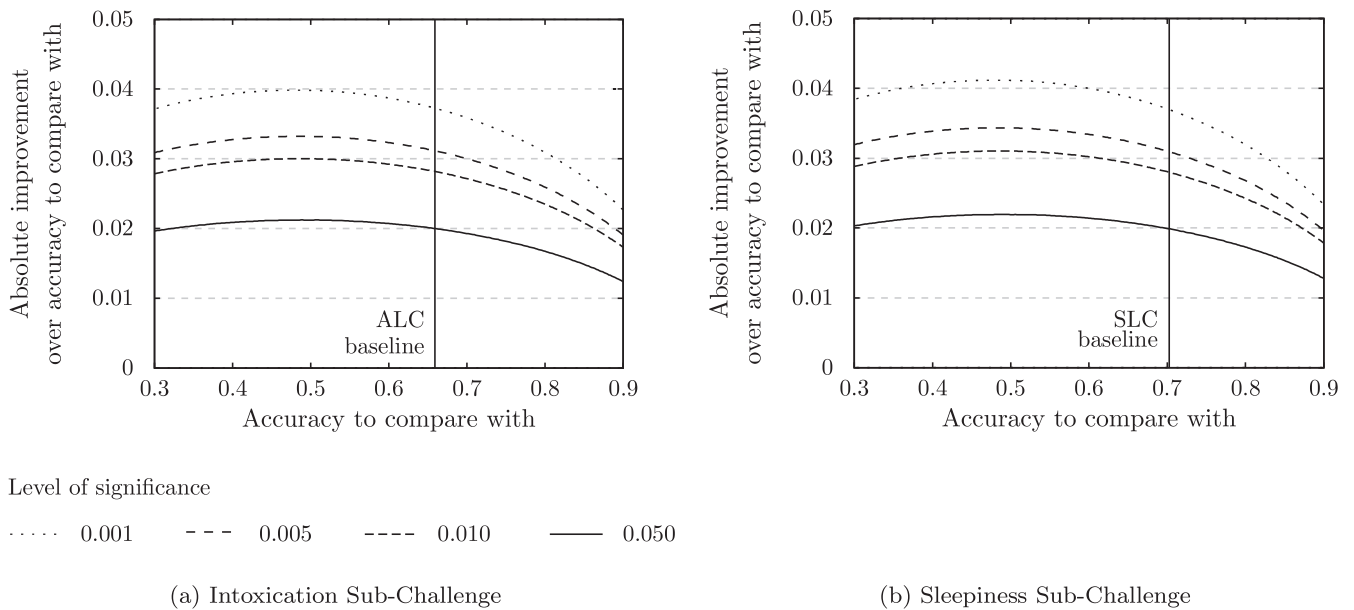 Absolute improvement
over accuracy to compare with
0.05
0.04
0.03
0.02
0.01
0
ALC
baseline
0.3 0.4 0.5 0.6 0.7 0.8 0.9
Accuracy to compare with
Absolute improvement
over accuracy to compare with
0.05
0.04
0.03
0.02
0.01
0
SLC
baseline
0.3 0.4 0.5 0.6 0.7 0.8 0.9
Accuracy to compare with
Level of significance
0.001 0.005 0.010 0.050
(a) Intoxication Sub-Challenge
(b) Sleepiness Sub-Challenge